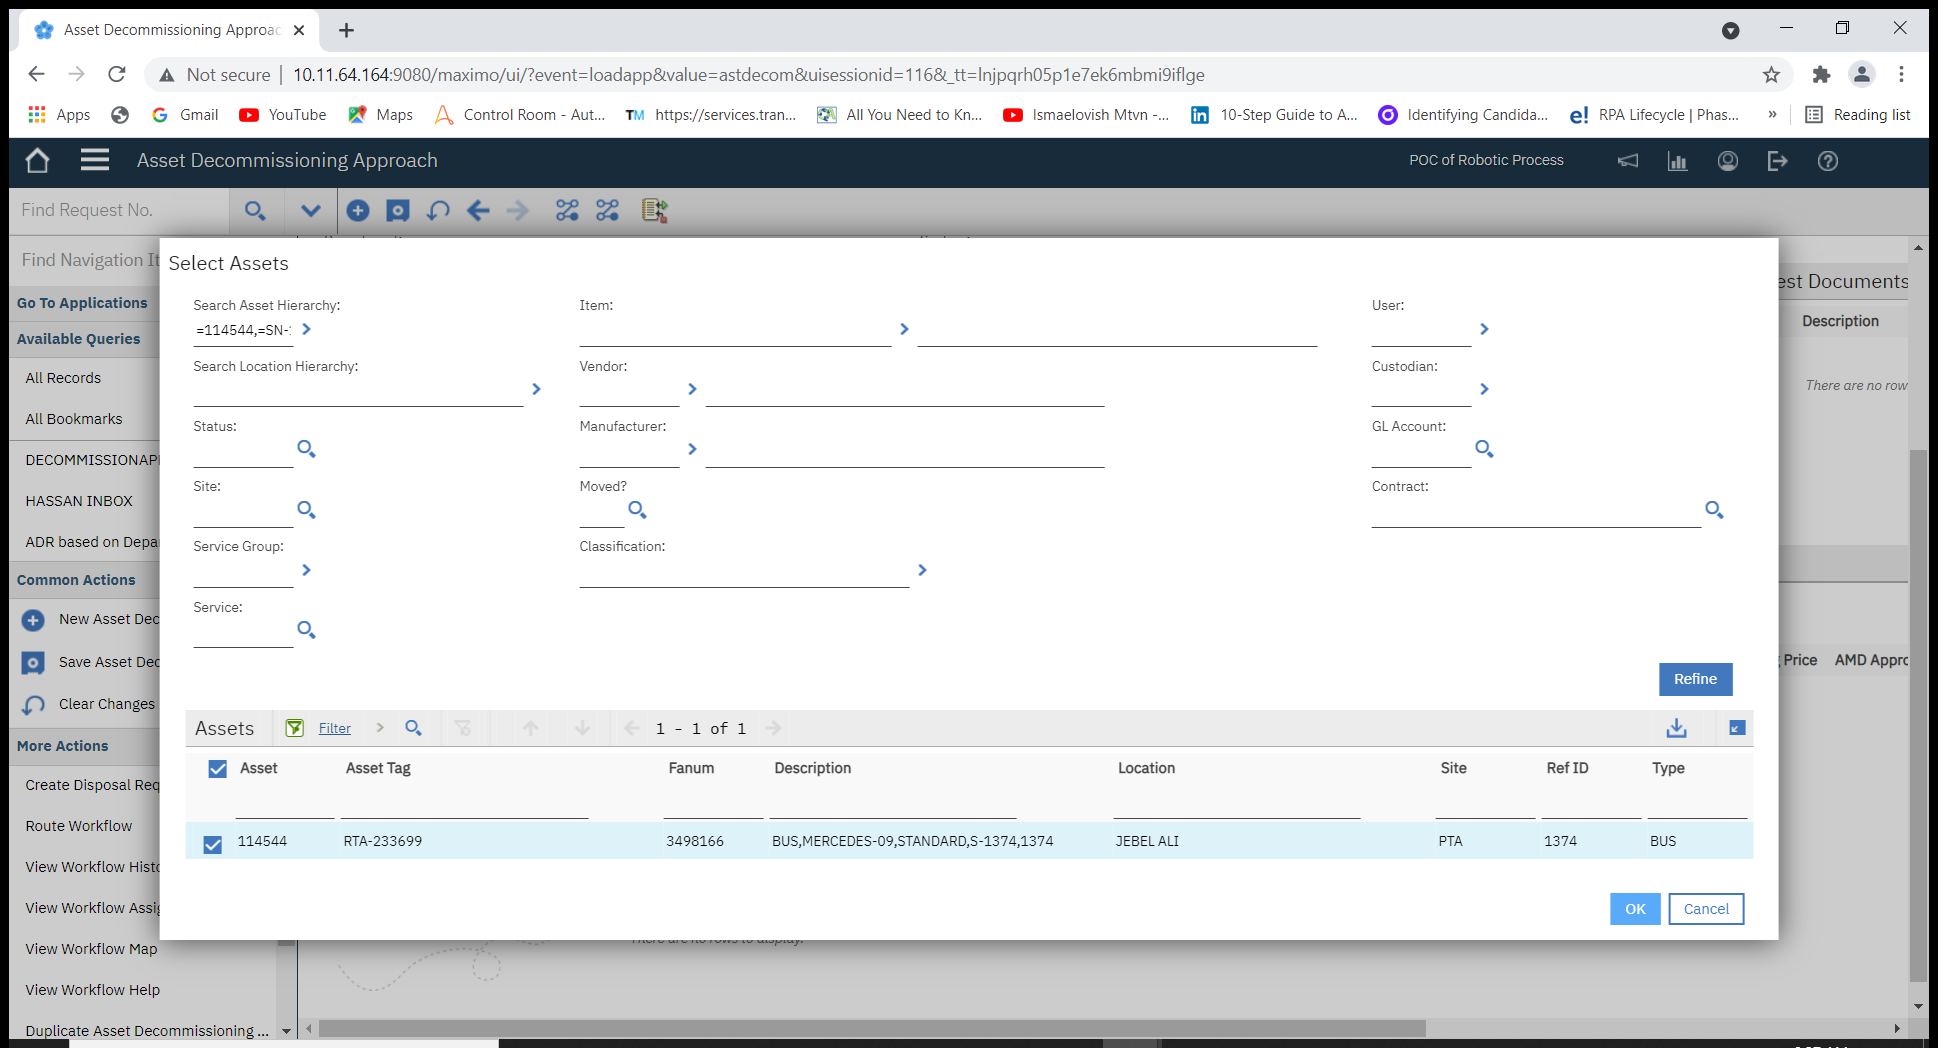 Asset Decommissioning Approac
Not secure | 10.11.64.164:9080/maximo/ui/?event=loadapp&value=astdecom&uisessionid=116&_tt=lnjpqrh05p1e7ek6mbmi9iflge
Apps Gmail YouTube Maps Control Room - Aut... TM https://services.tran... All You Need to Kn... Ismaelovish Mtvn -... in 10-Step Guide to A... Identifying Candida... e! RPA Lifecycle | Phas... » Reading list
Asset Decommissioning Approach POC of Robotic Process
Find Request No.
Find Navigation It
Go To Applications
Available Queries
All Records
All Bookmarks
DECOMMISSIONAPP
HASSAN INBOX
ADR based on Depa
Common Actions
New Asset Dec
Save Asset Dec
Clear Changes
More Actions
Create Disposal Req
Route Workflow
View Workflow Histo
View Workflow Assig
View Workflow Map
View Workflow Help
Duplicate Asset Decommissioning ...
Select Assets
Search Asset Hierarchy: Item: User:
=114544,=SN-
Search Location Hierarchy: Vendor: Custodian:
Status: Manufacturer: GL Account:
Site: Moved? Contract:
Service Group: Classification:
Service:
Refine
Assets Filter 1 - 1 of 1
Asset Asset Tag Fanum Description Location Site Ref ID Type
114544 RTA-233699 3498166 BUS,MERCEDES-09,STANDARD,S-1374,1374 JEBEL ALI PTA 1374 BUS
OK Cancel
est Documents
Description
There are no row
Price AMD Appro
There are no rows to display.